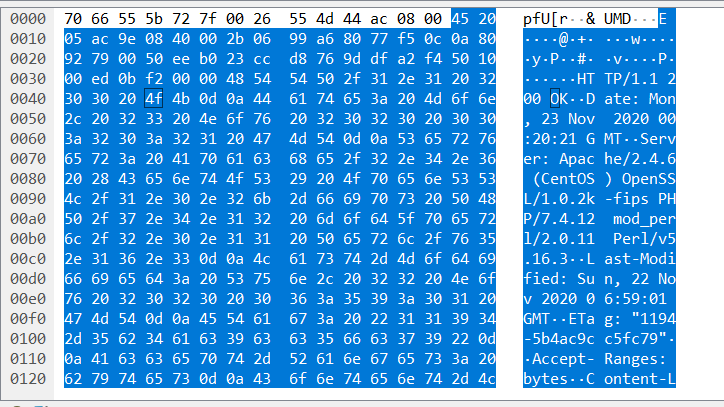 0000 70 66 55 5b 72 7f 00 26 55 4d 44 ac 08 00 45 20 pfU[r··& UMD···E
0010 05 ac 9e 08 40 00 2b 06 99 a6 80 77 f5 0c 0a 80 ····@·+· ···w····
0020 92 79 00 50 ee b0 23 cc d8 76 9d df a2 f4 50 10 ·y·P··#· ·v····P·
0030 00 ed 0b f2 00 00 48 54 54 50 2f 31 2e 31 20 32 ······HT TP/1.1 2
0040 30 30 20 4f 4b 0d 0a 44 61 74 65 3a 20 4d 6f 6e 00 OK··D ate: Mon
0050 2c 20 32 33 20 4e 6f 76 20 32 30 32 30 20 30 30 , 23 Nov 2020 00
0060 3a 32 30 3a 32 31 20 47 4d 54 0d 0a 53 65 72 76 :20:21 G MT··Serv
0070 65 72 3a 20 41 70 61 63 68 65 2f 32 2e 34 2e 36 er: Apac he/2.4.6
0080 20 28 43 65 6e 74 4f 53 29 20 4f 70 65 6e 53 53 (CentOS ) OpenSS
0090 4c 2f 31 2e 30 2e 32 6b 2d 66 69 70 73 20 50 48 L/1.0.2k -fips PH
00a0 50 2f 37 2e 34 2e 31 32 20 6d 6f 64 5f 70 65 72 P/7.4.12 mod_per
00b0 6c 2f 32 2e 30 2e 31 31 20 50 65 72 6c 2f 76 35 l/2.0.11 Perl/v5
00c0 2e 31 36 2e 33 0d 0a 4c 61 73 74 2d 4d 6f 64 69 .16.3··L ast-Modi
00d0 66 69 65 64 3a 20 53 75 6e 2c 20 32 32 20 4e 6f fied: Su n, 22 No
00e0 76 20 32 30 32 30 20 30 36 3a 35 39 3a 30 31 20 v 2020 0 6:59:01
00f0 47 4d 54 0d 0a 45 54 61 67 3a 20 22 31 31 39 34 GMT··ETa g: "1194
0100 2d 35 62 34 61 63 39 63 63 35 66 63 37 39 22 0d -5b4ac9c c5fc79"·
0110 0a 41 63 63 65 70 74 2d 52 61 6e 67 65 73 3a 20 ·Accept- Ranges:
0120 62 79 74 65 73 0d 0a 43 6f 6e 74 65 6e 74 2d 4c bytes··C ontent-L